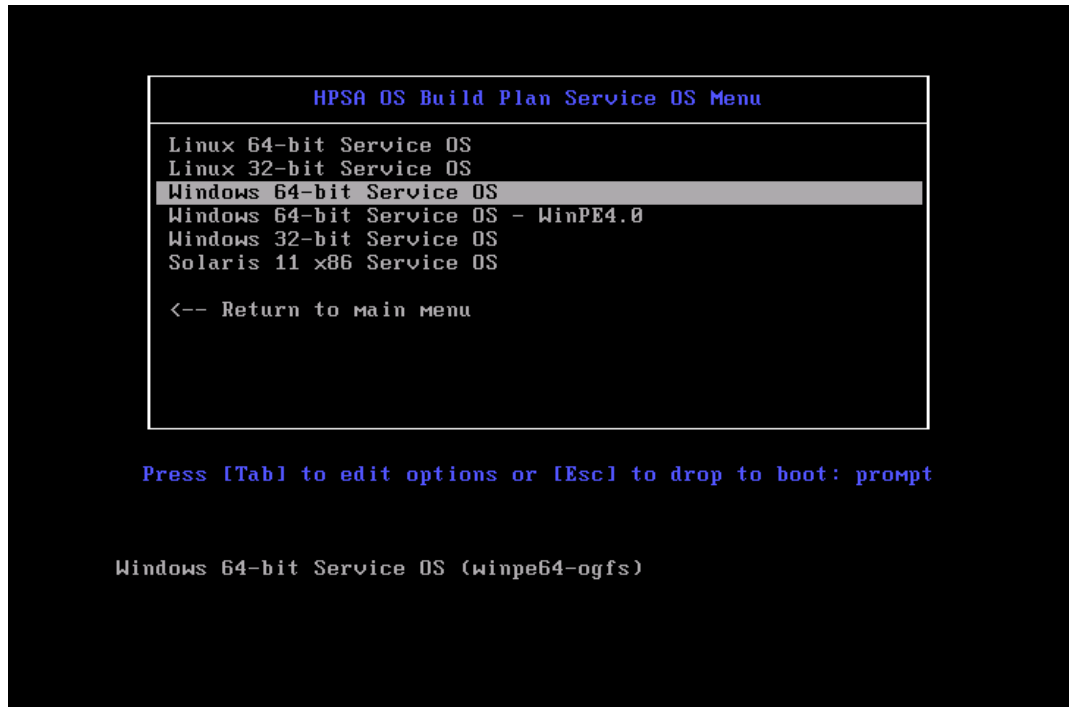 HPSA OS Build Plan Service OS Menu
Linux 64-bit Service OS
Linux 32-bit Service OS
Windows 64-bit Service OS
Windows 64-bit Service OS - WinPE4.0
Windows 32-bit Service OS
Solaris 11 x86 Service OS
<-- Return to main menu
Press [Tab] to edit options or [Esc] to drop to boot: prompt
Windows 64-bit Service OS (winpe64-ogfs)